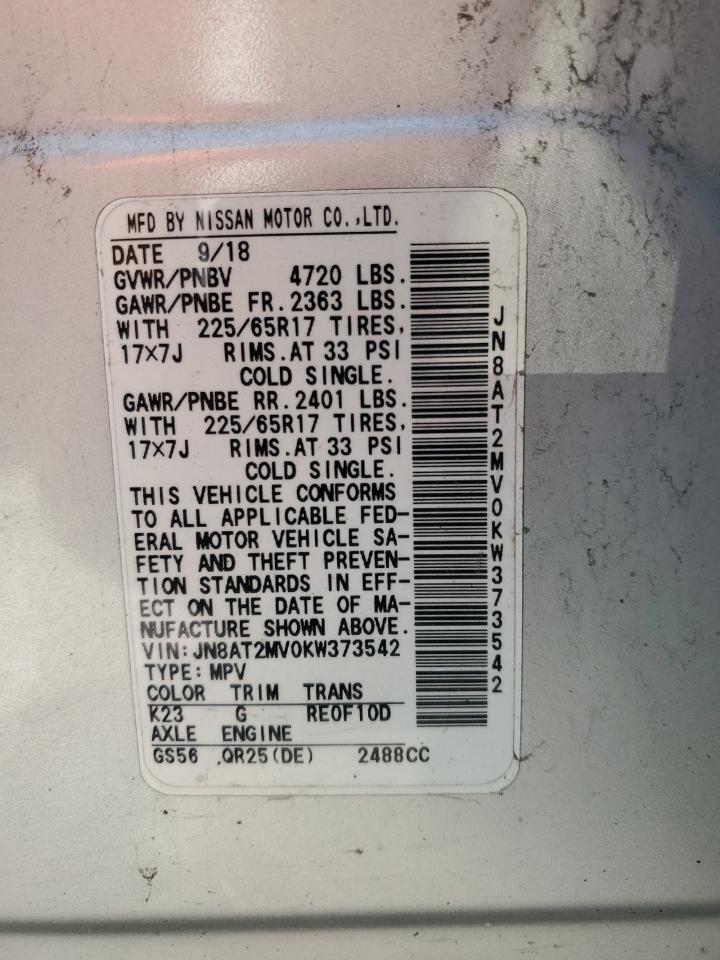 MFD BY NISSAN MOTOR CO.,LTD.
DATE 9/18
GVWR/PNBV 4720 LBS.
GAWR/PNBE FR.2363 LBS.
WITH 225/65R17 TIRES,
17×7J RIMS.AT 33 PSI
COLD SINGLE.
GAWR/PNBE RR.2401 LBS.
WITH 225/65R17 TIRES,
17×7J RIMS.AT 33 PSI
COLD SINGLE.
THIS VEHICLE CONFORMS
TO ALL APPLICABLE FED-
ERAL MOTOR VEHICLE SA-
FETY AND THEFT PREVEN-
TION STANDARDS IN EFF-
ECT ON THE DATE OF MA-
NUFACTURE SHOWN ABOVE.
VIN:JN8AT2MV0KW373542
TYPE:MPV
COLOR TRIM TRANS
K23 G RE0F10D
AXLE ENGINE
GS56 QR25(DE) 2488CC
JN8AT2MV0KW373542